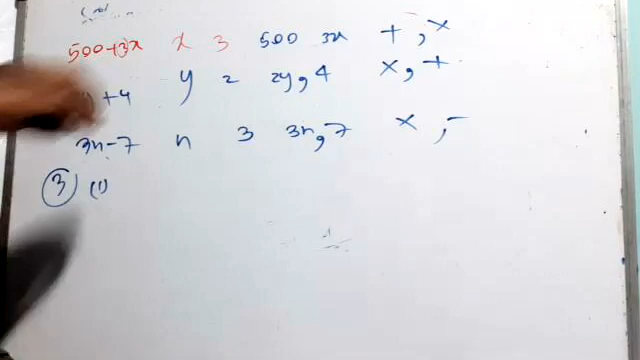 500+3x x 3 500 3x +, ×
+4 y 2 2y, 4 ×, +
3n-7 n 3 3n, 7 ×, -
3 (1)